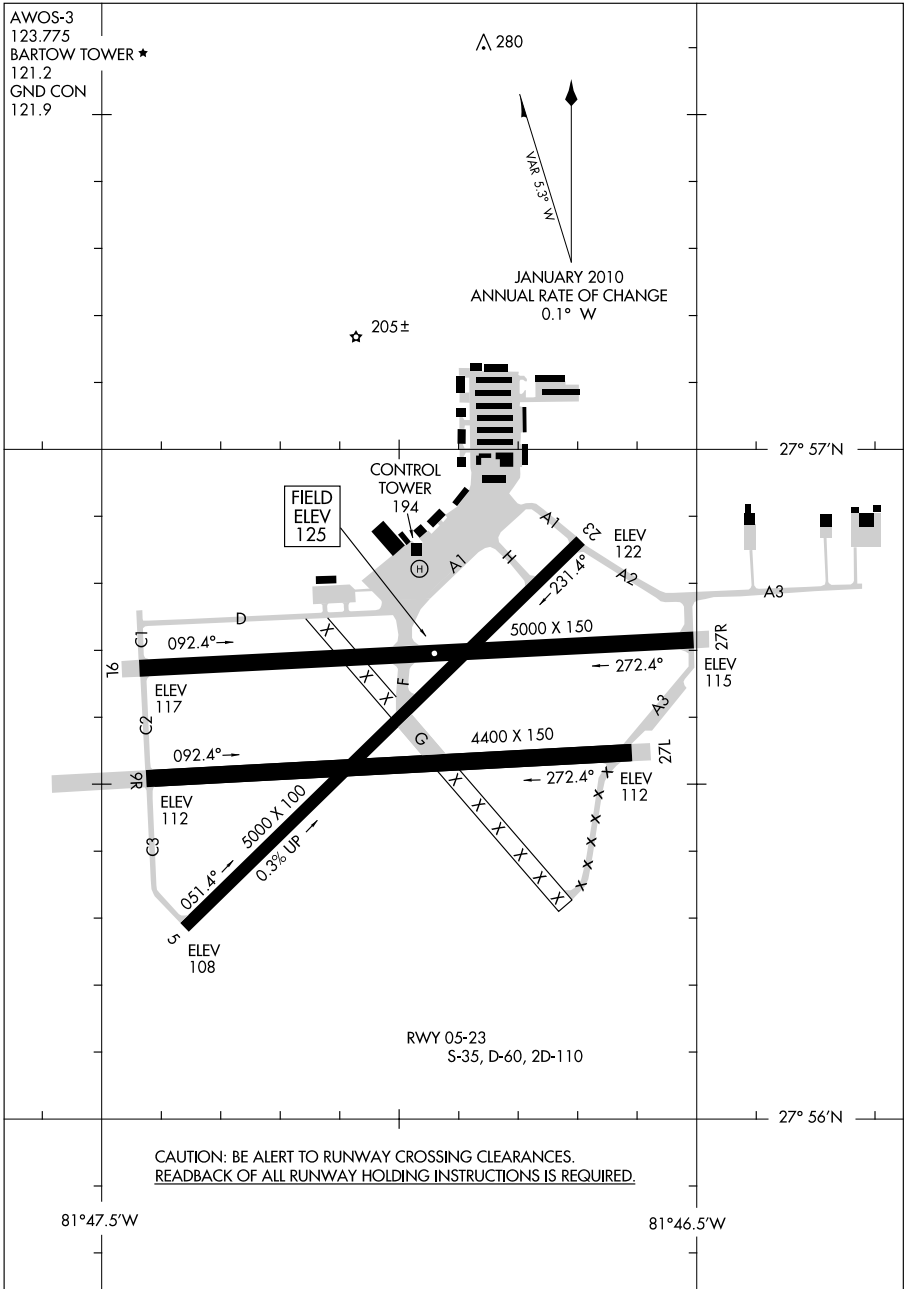 AWOS-3
123.775
BARTOW TOWER ★
121.2
GND CON
121.9
280
VAR 5.3° W
JANUARY 2010
ANNUAL RATE OF CHANGE
0.1° W
205±
27° 57'N
CONTROL
TOWER
194
FIELD
ELEV
125
H
A1
A1
H
23
ELEV
122
A2
A3
231.4°
D
C1
092.4°
5000 X 150
27R
9L
272.4°
ELEV
117
ELEV
115
X
X
X
F
A3
C2
G
092.4°
4400 X 150
27L
9R
272.4°
ELEV
112
ELEV
112
X
X
X
X
X
X
X
X
X
X
X
C3
5000 X 100
0.3% UP
051.4°
5
ELEV
108
RWY 05-23
S-35, D-60, 2D-110
27° 56'N
CAUTION: BE ALERT TO RUNWAY CROSSING CLEARANCES.
READBACK OF ALL RUNWAY HOLDING INSTRUCTIONS IS REQUIRED.
81°47.5'W
81°46.5'W